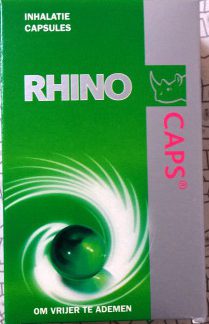 INHALATIE
CAPSULES
RHINO
CAPS®
OM VRIJER TE ADEMEN